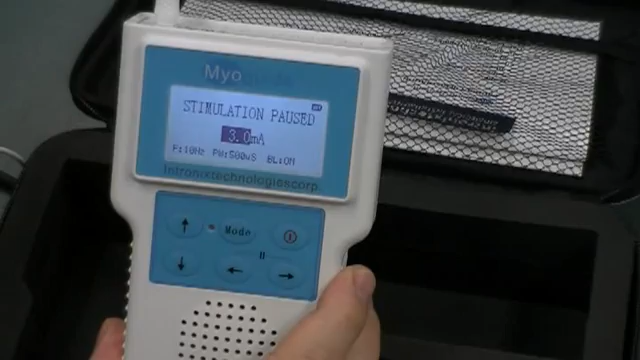 Myo
STIMULATION PAUSED
3.0mA
F:10Hz PW:500uS BL:ON
Intronixtechnologiescorp
Mode